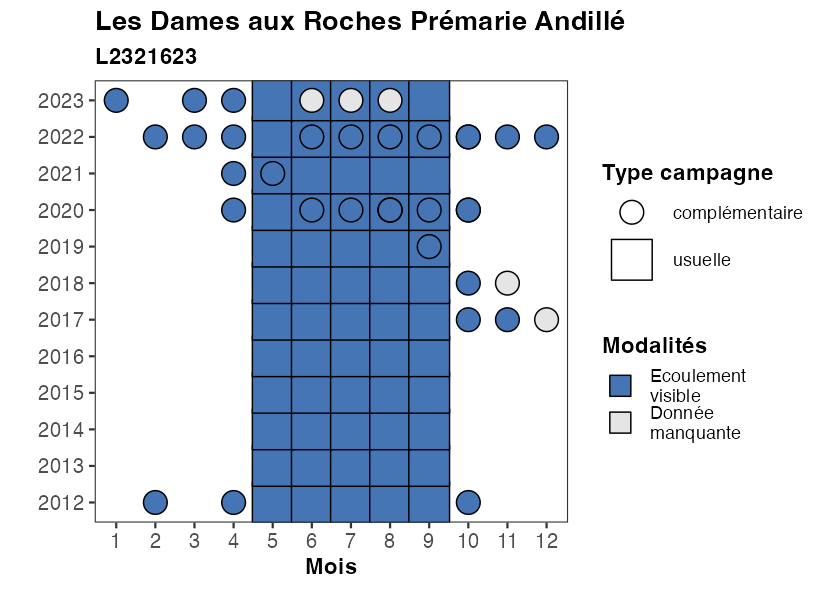 Les Dames aux Roches Prémarie Andillé
L2321623
2023
2022
2021
2020
2019
2018
2017
2016
2015
2014
2013
2012
1 2 3 4 5 6 7 8 9 10 11 12
Mois
Type campagne
complémentaire
usuelle
Modalités
Ecoulement
visible
Donnée
manquante